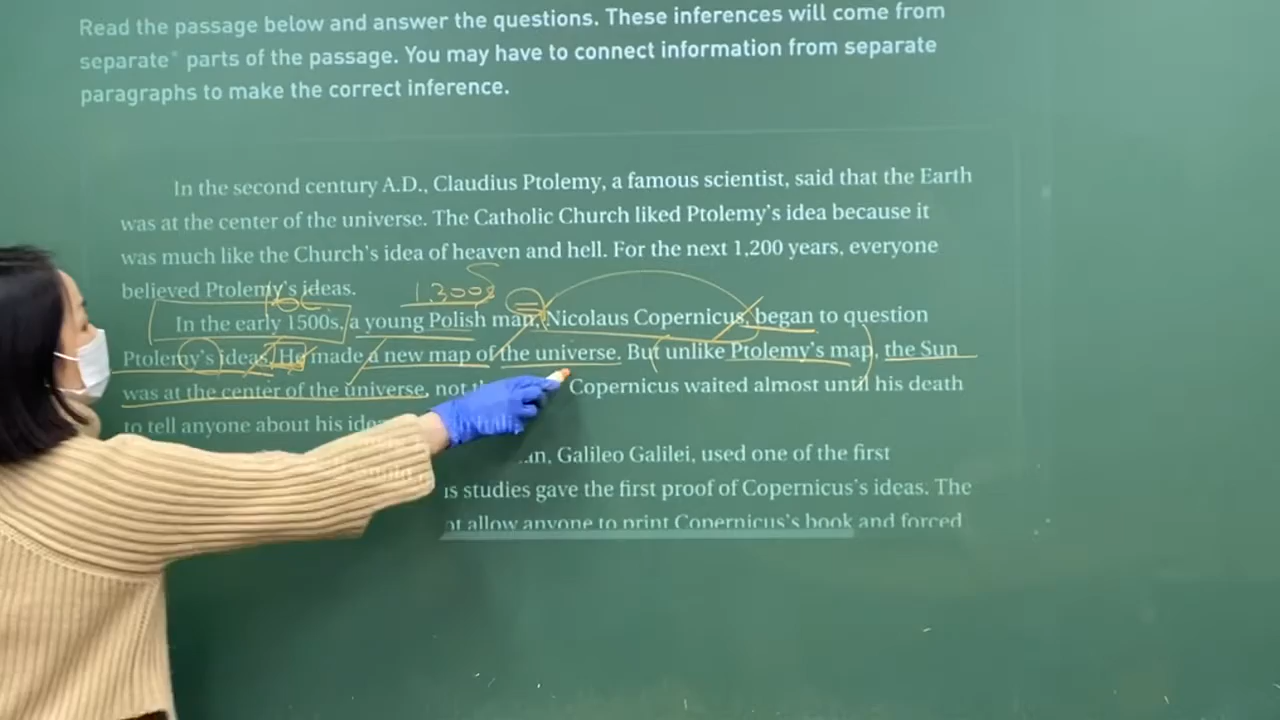 Read the passage below and answer the questions. These inferences will come from
separate* parts of the passage. You may have to connect information from separate
paragraphs to make the correct inference.
In the second century A.D., Claudius Ptolemy, a famous scientist, said that the Earth
was at the center of the universe. The Catholic Church liked Ptolemy's idea because it
was much like the Church's idea of heaven and hell. For the next 1,200 years, everyone
believed Ptolemy's ideas.
16C 1300s
In the early 1500s, a young Polish man, Nicolaus Copernicus, began to question
Ptolemy's ideas. He made a new map of the universe. But unlike Ptolemy's map, the Sun
was at the center of the universe, not Copernicus waited almost until his death
to tell anyone about his
Galileo Galilei, used one of the first
studies gave the first proof of Copernicus's ideas. The
allow anyone to print Copernicus's book and forced